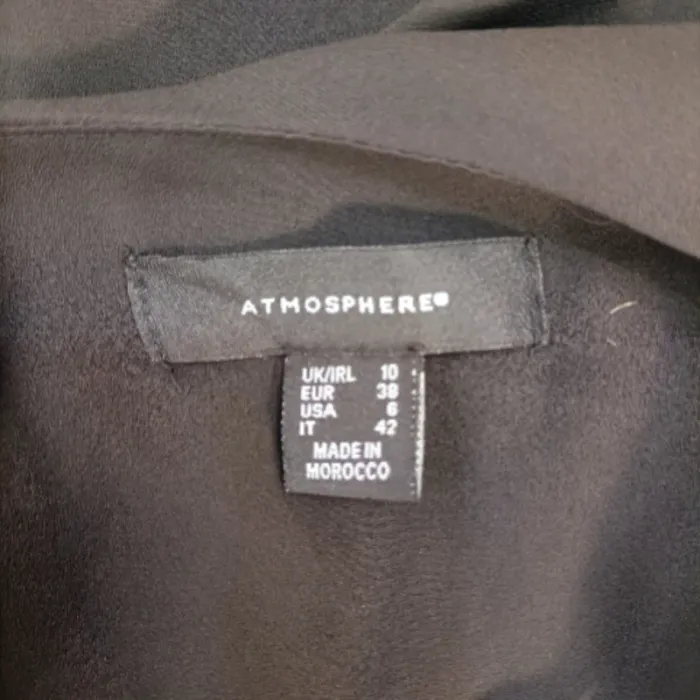 ATMOSPHERE®
UK/IRL 10
EUR 38
USA 6
IT 42
MADE IN
MOROCCO